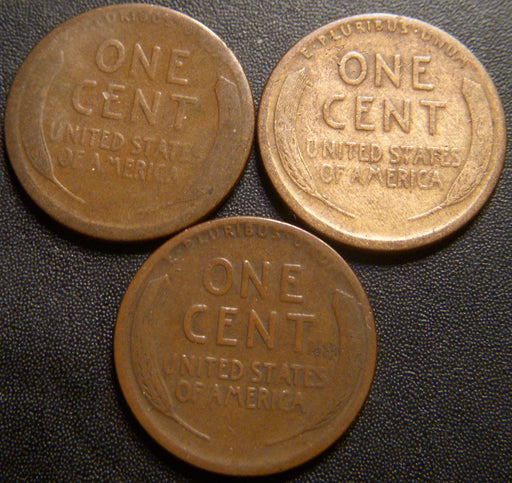 ONE
CENT
UNITED STATES
OF AMERICA
E·PLURIBUS·UNUM
ONE
CENT
UNITED STATES
OF AMERICA
E·PLURIBUS·
ONE
CENT
UNITED STATES
OF AMERICA